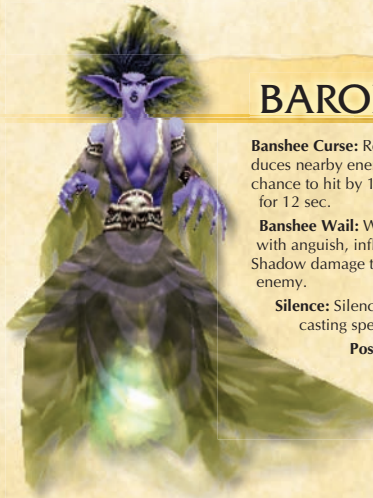 BARO
Banshee Curse: Re
duces nearby ene
chance to hit by 1
for 12 sec.
Banshee Wail: W
with anguish, infl
Shadow damage t
enemy.
Silence: Silenc
casting spe
Pos